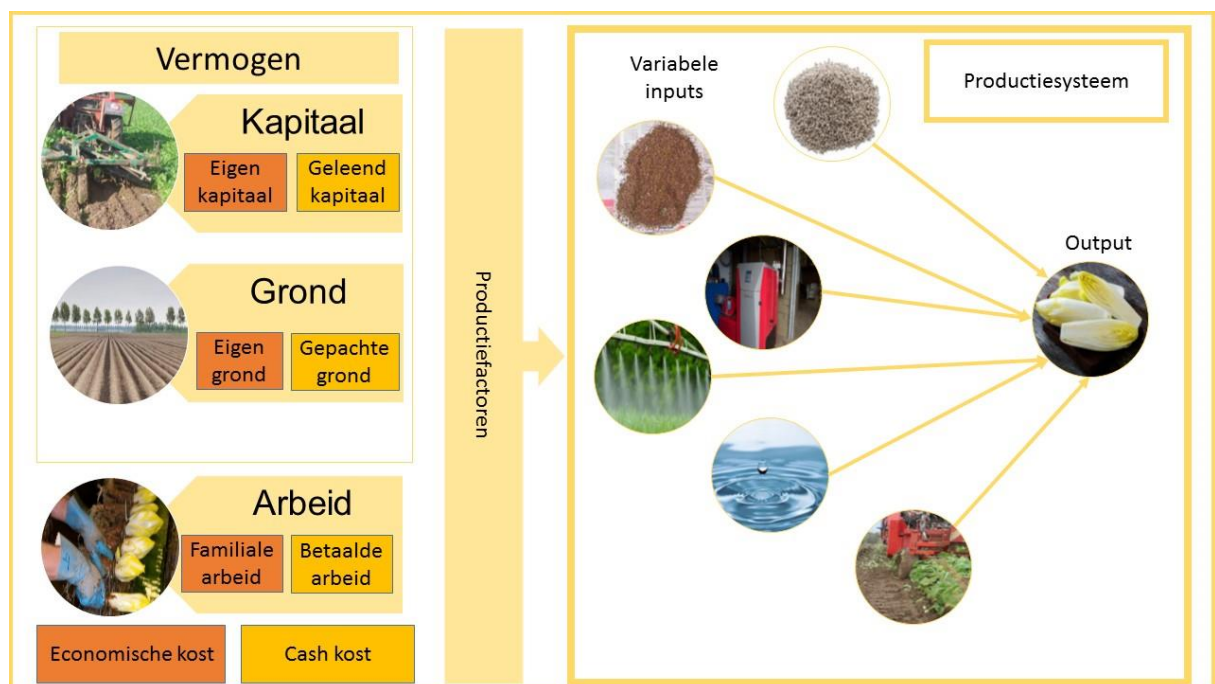 Vermogen
Kapitaal
Eigen
kapitaal
Geleend
kapitaal
Grond
Eigen
grond
Gepachte
grond
Arbeid
Familiale
arbeid
Betaalde
arbeid
Economische kost
Cash kost
Productiefactoren
Variabele
inputs
Productiesysteem
Output